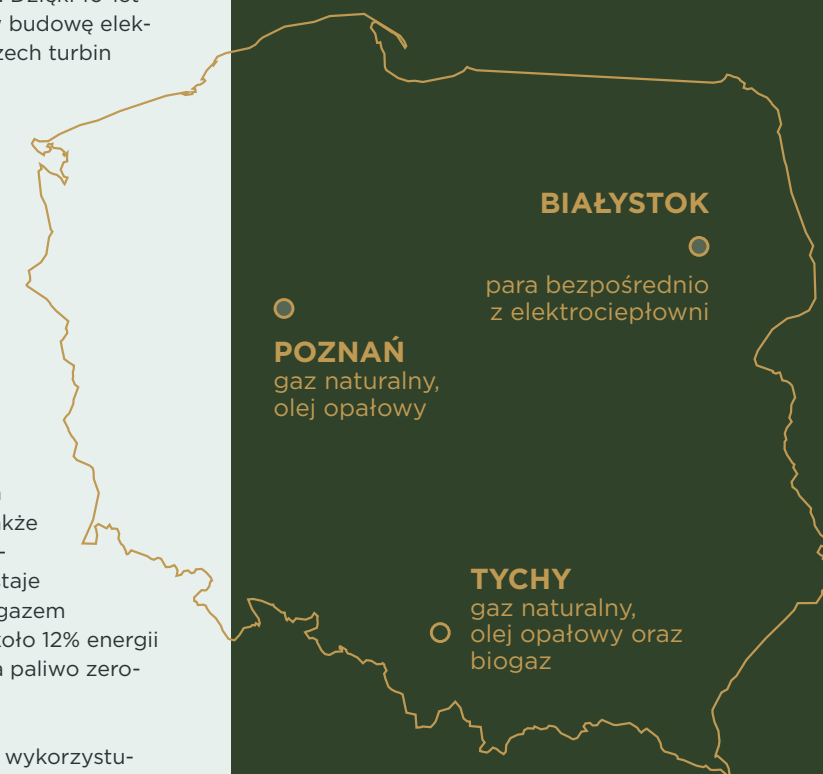 w budowę elek-
zech turbin
BIAŁYSTOK
para bezpośrednio
z elektrociepłowni
POZNAŃ
gaz naturalny,
olej opałowy
akże
-
taje
gazem
oło 12% energii
a paliwo zero-
TYCHY
gaz naturalny,
olej opałowy oraz
biogaz
wykorzystu-